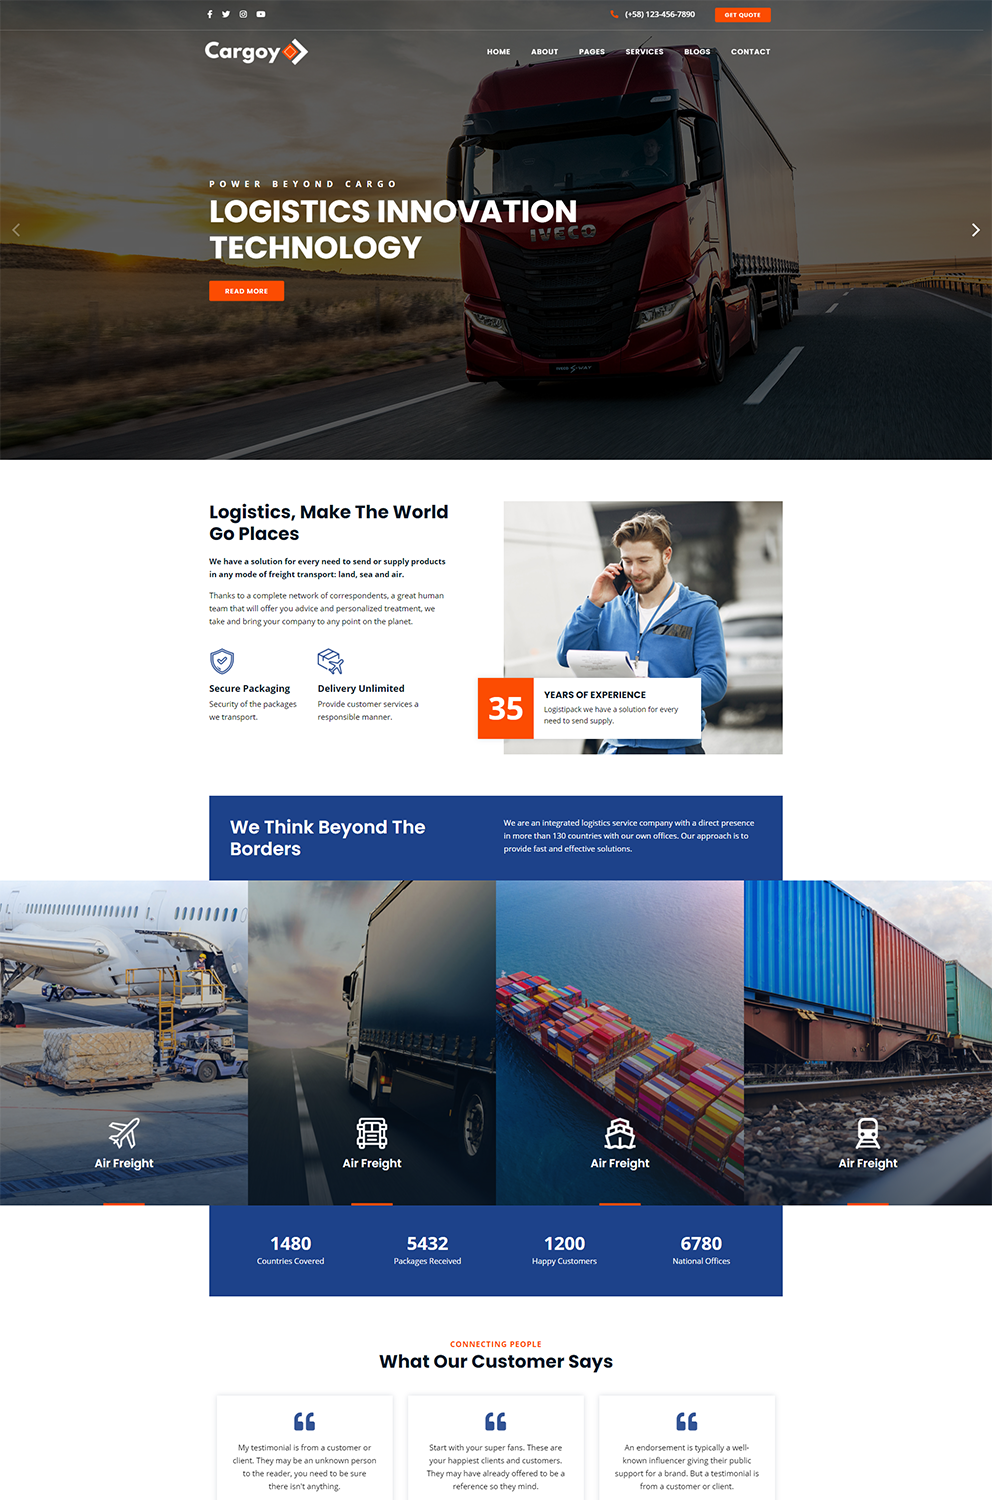 (+58) 123-456-7890
GET QUOTE
Cargoy
HOME ABOUT PAGES SERVICES BLOGS CONTACT
POWER BEYOND CARGO
LOGISTICS INNOVATION
TECHNOLOGY
IVECO
READ MORE
S-WAY
Logistics, Make The World
Go Places
We have a solution for every need to send or supply products
in any mode of freight transport: land, sea and air.
Thanks to a complete network of correspondents, a great human
team that will offer you advice and personalized treatment, we
take and bring your company to any point on the planet.
Secure Packaging
Security of the packages
we transport.
Delivery Unlimited
Provide customer services a
responsible manner.
35
YEARS OF EXPERIENCE
Logistipack we have a solution for every
need to send supply.
We Think Beyond The
Borders
We are an integrated logistics service company with a direct presence
in more than 130 countries with our own offices. Our approach is to
provide fast and effective solutions.
Air Freight
Air Freight
Air Freight
Air Freight
1480
Countries Covered
5432
Packages Received
1200
Happy Customers
6780
National Offices
CONNECTING PEOPLE
What Our Customer Says
My testimonial is from a customer or
client. They may be an unknown person
to the reader, you need to be sure
there isn't anything.
Start with your super fans. These are
your happiest clients and customers.
They may have already offered to be a
reference so they mind.
An endorsement is typically a well-
known influencer giving their public
support for a brand. But a testimonial is
from a customer or client.